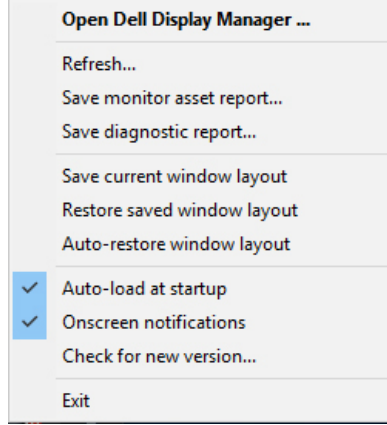 Open Dell Display Manager ...
Refresh...
Save monitor asset report...
Save diagnostic report...
Save current window layout
Restore saved window layout
Auto-restore window layout
Auto-load at startup
Onscreen notifications
Check for new version...
Exit